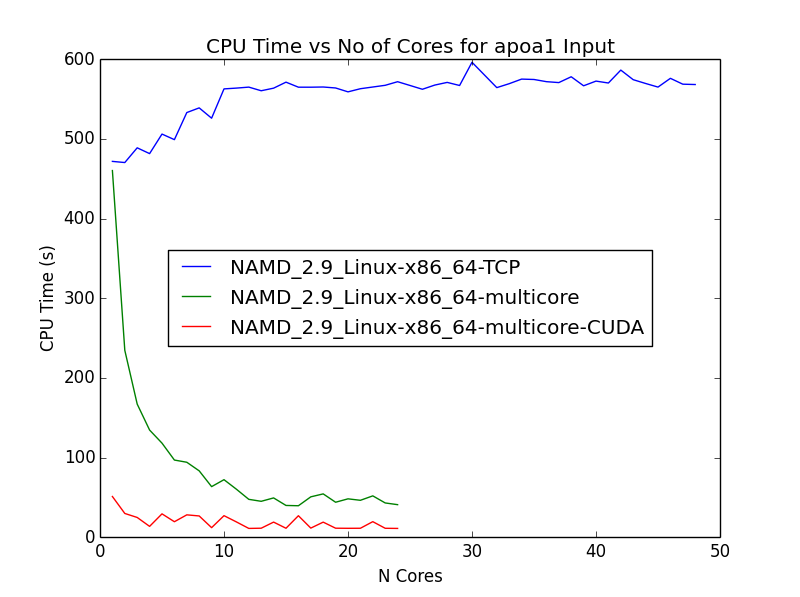 CPU Time vs No of Cores for apoa1 Input
600
500
400
300
200
100
0
CPU Time (s)
NAMD_2.9_Linux-x86_64-TCP
NAMD_2.9_Linux-x86_64-multicore
NAMD_2.9_Linux-x86_64-multicore-CUDA
0 10 20 30 40 50
N Cores